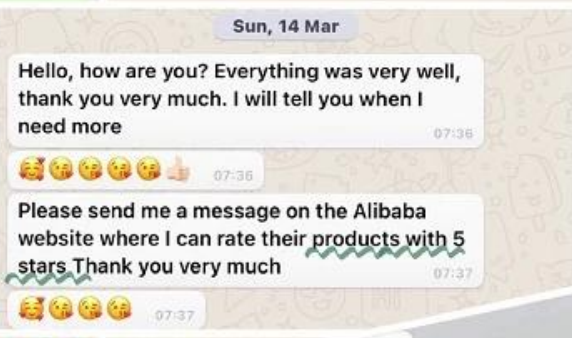 Sun, 14 Mar
Hello, how are you? Everything was very well,
thank you very much. I will tell you when I
need more
07:36
🥰😘😘😘😘👍🏻 07:36
Please send me a message on the Alibaba
website where I can rate their products with 5
stars Thank you very much
07:37
🥰😘😘😘 07:37